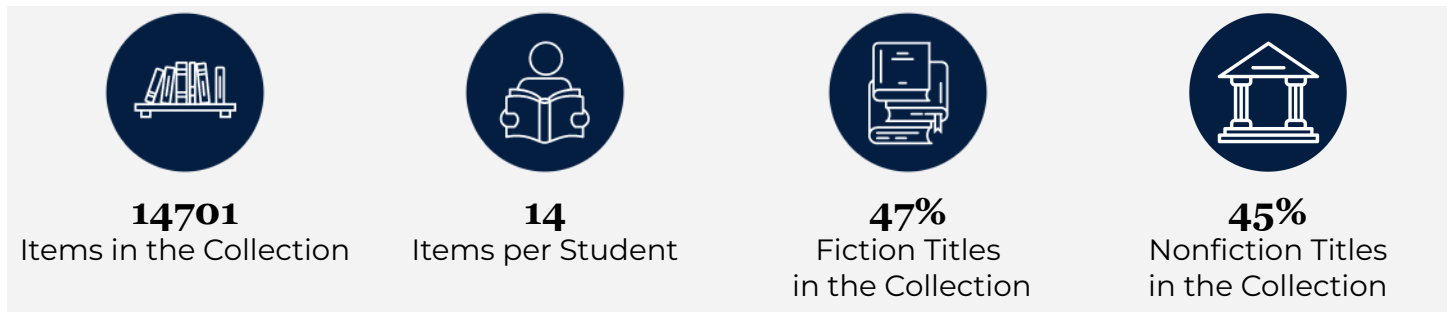 14701
Items in the Collection
14
Items per Student
47%
Fiction Titles
in the Collection
45%
Nonfiction Titles
in the Collection